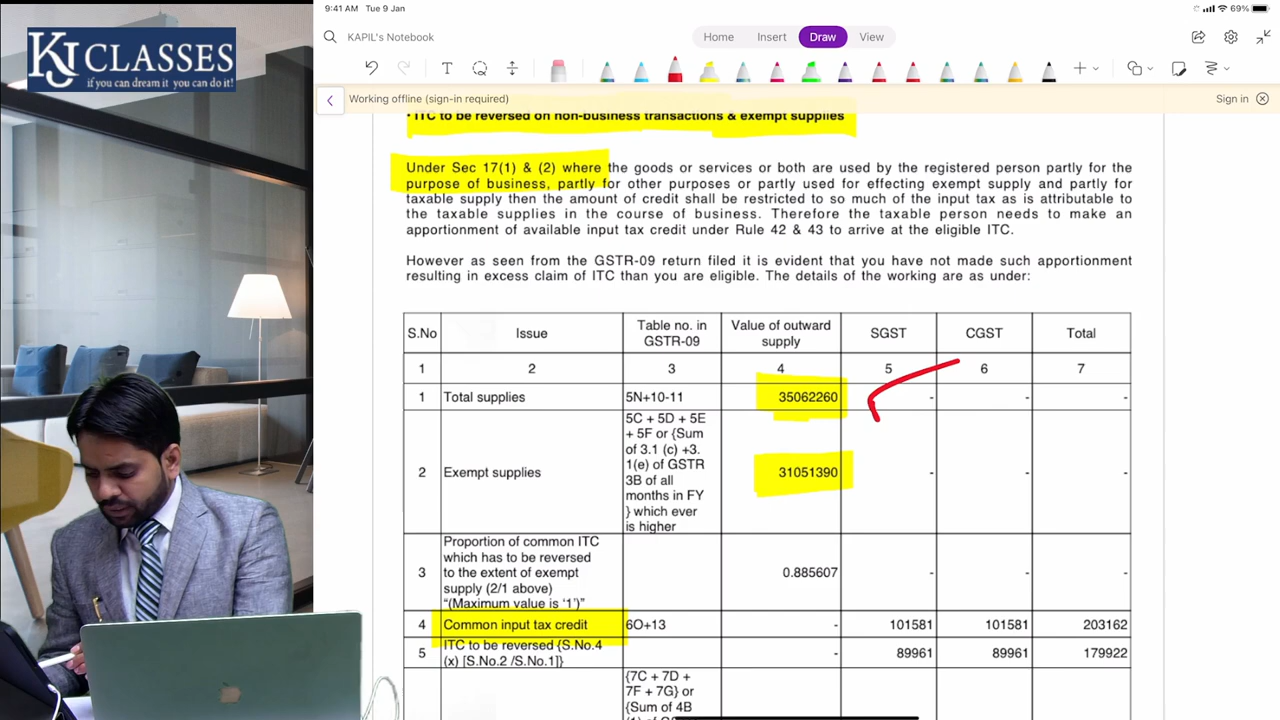 KJ CLASSES
if you can dream it you can do it!
9:41 AM Tue 9 Jan
69%
KAPIL's Notebook
Home Insert Draw View
Working offline (sign-in required)
Sign in
• ITC to be reversed on non-business transactions & exempt supplies
Under Sec 17(1) & (2) where the goods or services or both are used by the registered person partly for the
purpose of business, partly for other purposes or partly used for effecting exempt supply and partly for
taxable supply then the amount of credit shall be restricted to so much of the input tax as is attributable to
the taxable supplies in the course of business. Therefore the taxable person needs to make an
apportionment of available input tax credit under Rule 42 & 43 to arrive at the eligible ITC.
However as seen from the GSTR-09 return filed it is evident that you have not made such apportionment
resulting in excess claim of ITC than you are eligible. The details of the working are as under:
S.No Issue Table no. in GSTR-09 Value of outward supply SGST CGST Total
1 2 3 4 5 6 7
1 Total supplies 5N+10-11 35062260 - - -
2 Exempt supplies 5C + 5D + 5E
+ 5F or {Sum
of 3.1 (c) +3.
1(e) of GSTR
3B of all
months in FY
} which ever
is higher
31051390 - - -
3 Proportion of common ITC
which has to be reversed
to the extent of exempt
supply (2/1 above)
“(Maximum value is ‘1’)”
0.885607 - - -
4 Common input tax credit 6O+13 - 101581 101581 203162
5 ITC to be reversed {S.No.4
(x) [S.No.2 /S.No.1]}
- 89961 89961 179922
{7C + 7D +
7F + 7G} or
{Sum of 4B